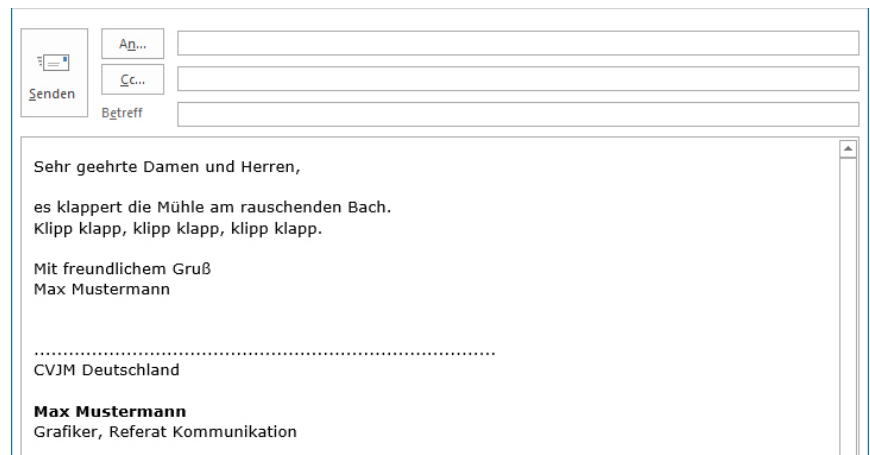 An...
Cc...
Senden
Betreff
Sehr geehrte Damen und Herren,
es klappert die Mühle am rauschenden Bach.
Klipp klapp, klipp klapp, klipp klapp.
Mit freundlichem Gruß
Max Mustermann
................................................................................
CVJM Deutschland
Max Mustermann
Grafiker, Referat Kommunikation